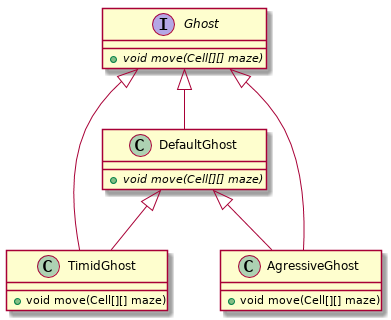 I Ghost
void move(Cell[][] maze)
C DefaultGhost
void move(Cell[][] maze)
C TimidGhost
void move(Cell[][] maze)
C AgressiveGhost
void move(Cell[][] maze)